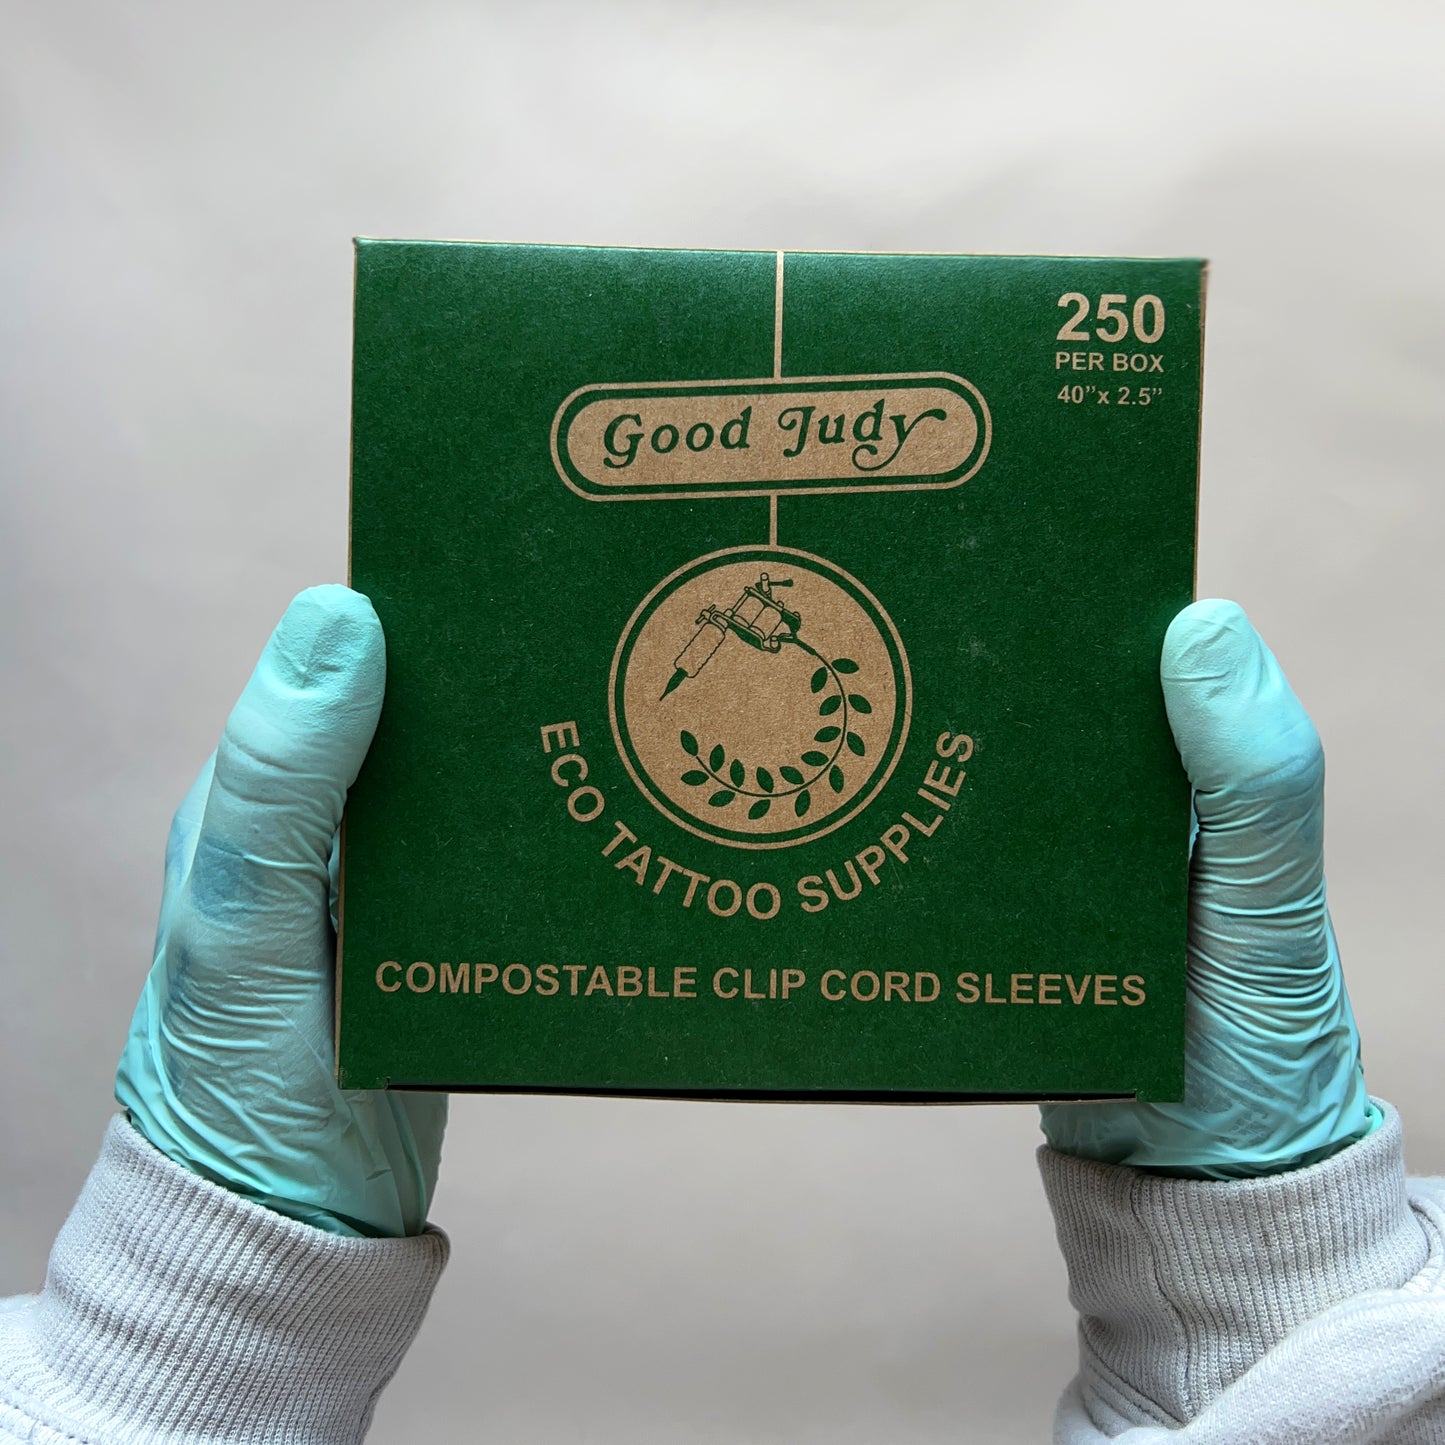 250
PER BOX
40”x 2.5”
Good Judy
ECO TATTOO SUPPLIES
COMPOSTABLE CLIP CORD SLEEVES